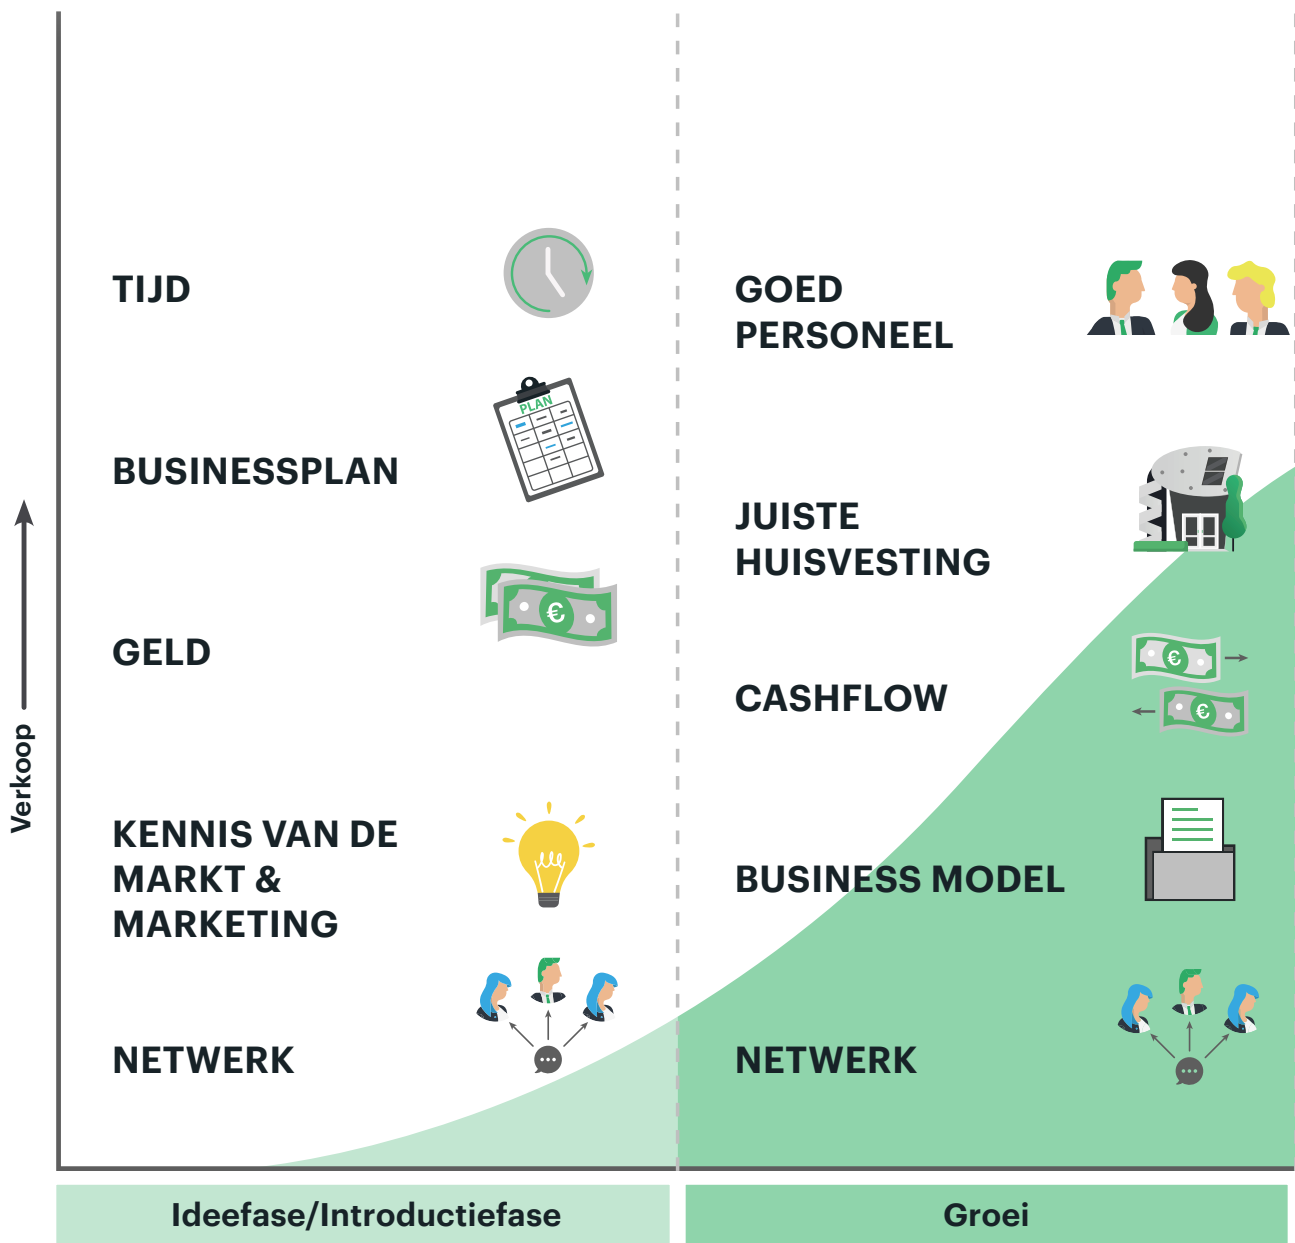 TIJD
PLAN
BUSINESSPLAN
€
GELD
KENNIS VAN DE
MARKT &
MARKETING
NETWERK
GOED
PERSONEEL
JUISTE
HUISVESTING
CASHFLOW
€
€
BUSINESS MODEL
NETWERK
Verkoop
Ideefase/Introductiefase
Groei